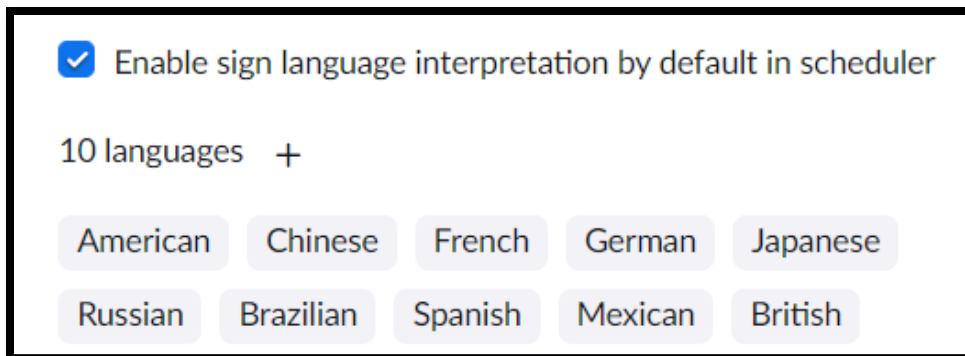 Enable sign language interpretation by default in scheduler
10 languages +
American Chinese French German Japanese
Russian Brazilian Spanish Mexican British